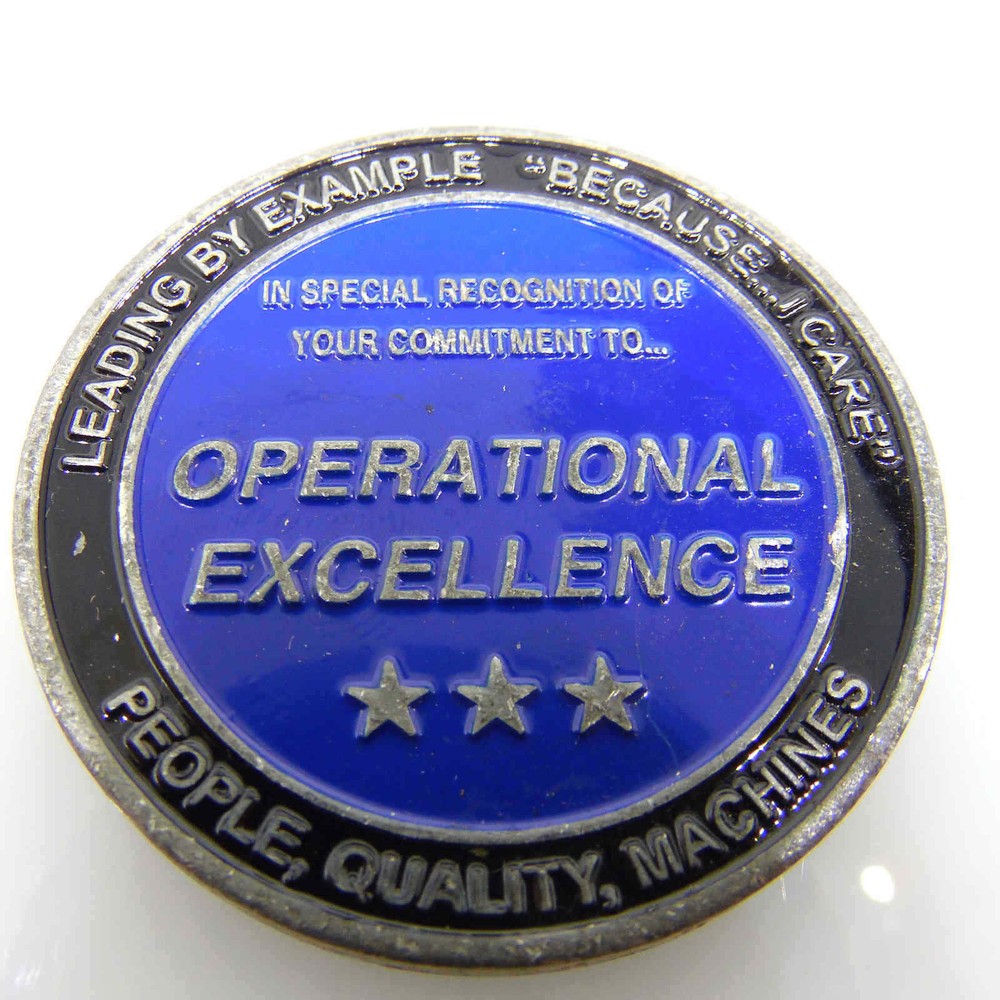 LEADING BY EXAMPLE "BECAUSE...I CARE"
IN SPECIAL RECOGNITION OF
YOUR COMMITMENT TO...
OPERATIONAL
EXCELLENCE
PEOPLE, QUALITY, MACHINES